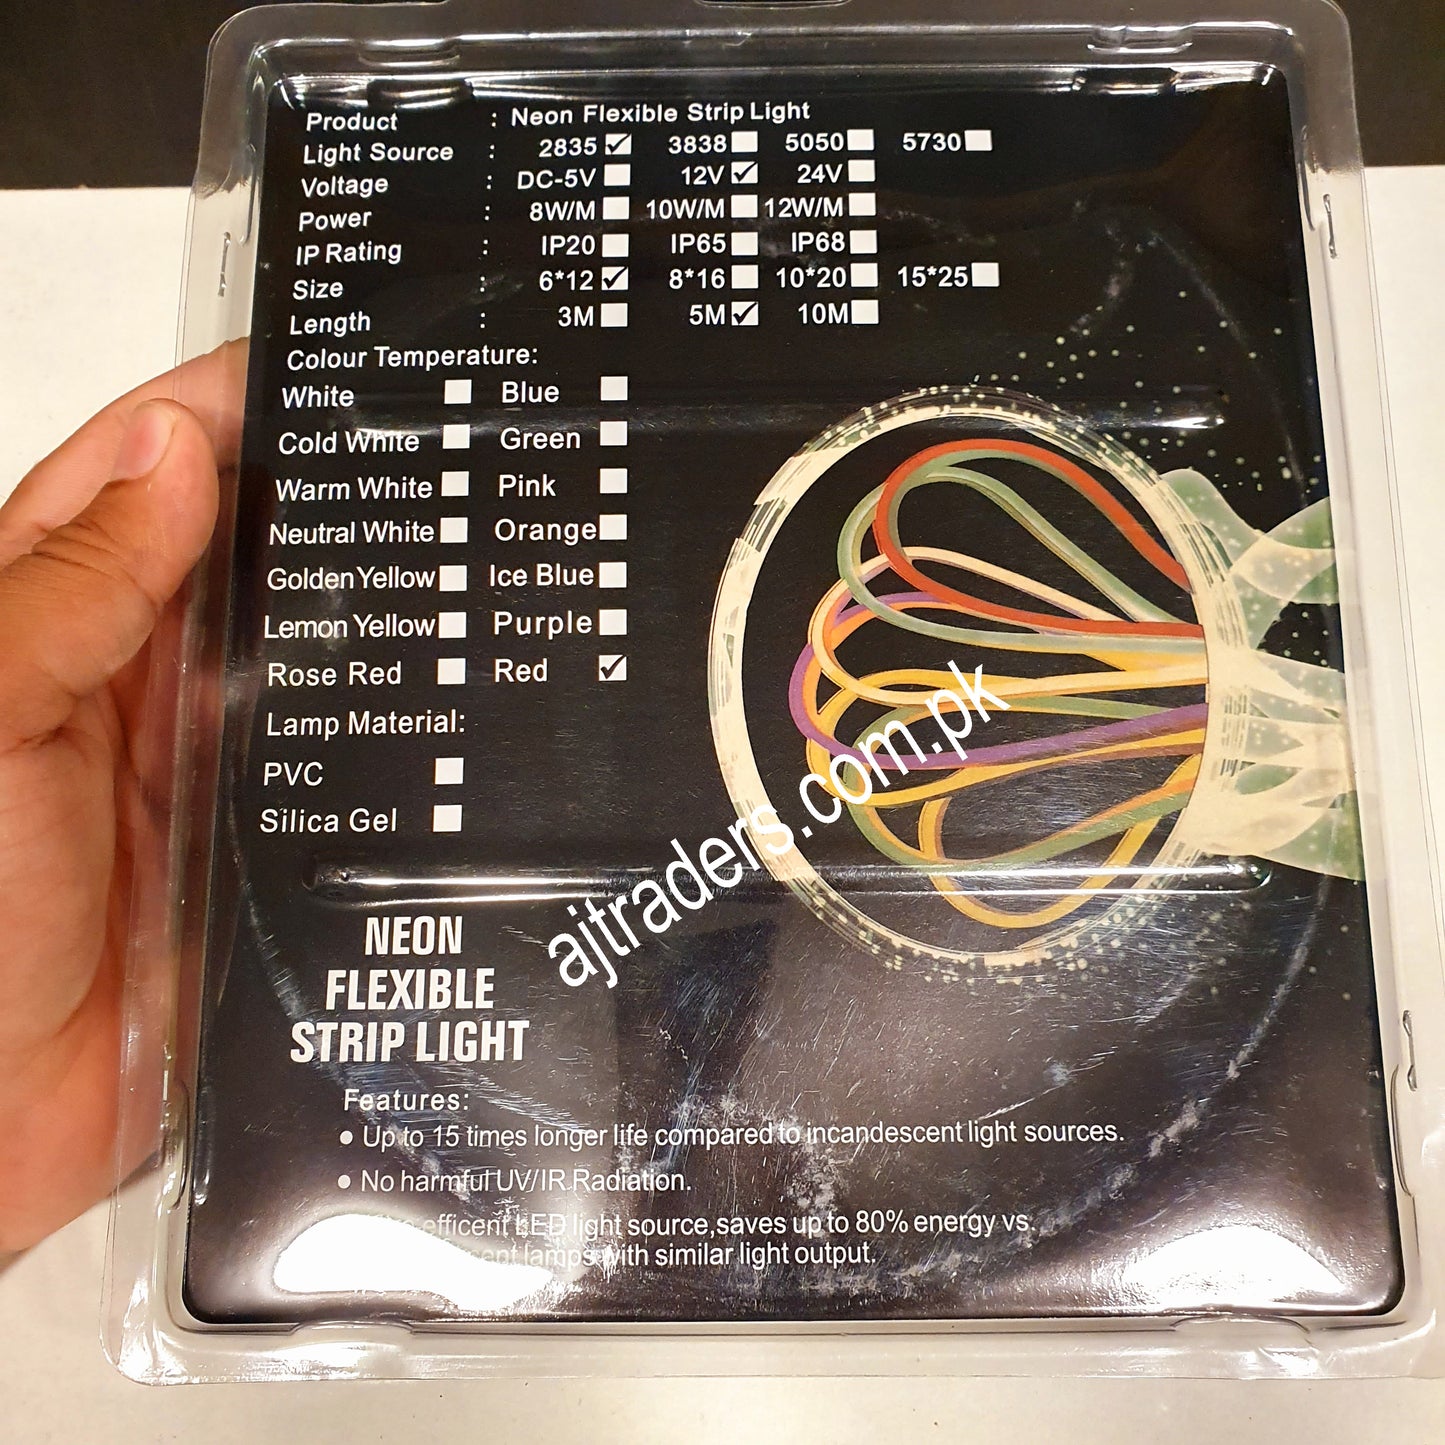 Product : Neon Flexible Strip Light
Light Source : 2835 3838 5050 5730
Voltage : DC-5V 12V 24V
Power : 8W/M 10W/M 12W/M
IP Rating : IP20 IP65 IP68
Size : 6*12 8*16 10*20 15*25
Length : 3M 5M 10M
Colour Temperature:
White Blue
Cold White Green
Warm White Pink
Neutral White Orange
Golden Yellow Ice Blue
Lemon Yellow Purple
Rose Red Red
Lamp Material:
PVC
Silica Gel
ajtraders.com.pk
NEON
FLEXIBLE
STRIP LIGHT
Features:
• Up to 15 times longer life compared to incandescent light sources.
• No harmful UV/IR Radiation.
efficent LED light source,saves up to 80% energy vs.
lamps with similar light output.